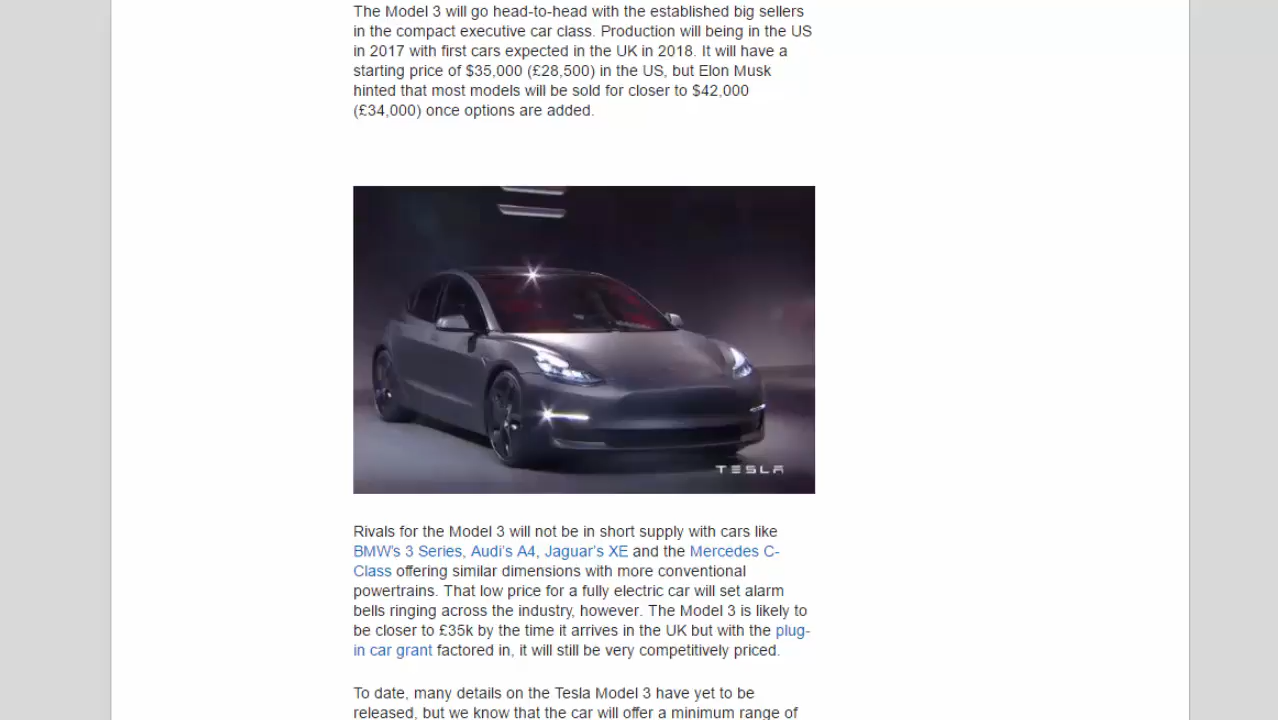 The Model 3 will go head-to-head with the established big sellers
in the compact executive car class. Production will being in the US
in 2017 with first cars expected in the UK in 2018. It will have a
starting price of $35,000 (£28,500) in the US, but Elon Musk
hinted that most models will be sold for closer to $42,000
(£34,000) once options are added.
TESLA
Rivals for the Model 3 will not be in short supply with cars like
BMW's 3 Series, Audi's A4, Jaguar's XE and the Mercedes C-
Class offering similar dimensions with more conventional
powertrains. That low price for a fully electric car will set alarm
bells ringing across the industry, however. The Model 3 is likely to
be closer to £35k by the time it arrives in the UK but with the plug-
in car grant factored in, it will still be very competitively priced.
To date, many details on the Tesla Model 3 have yet to be
released, but we know that the car will offer a minimum range of